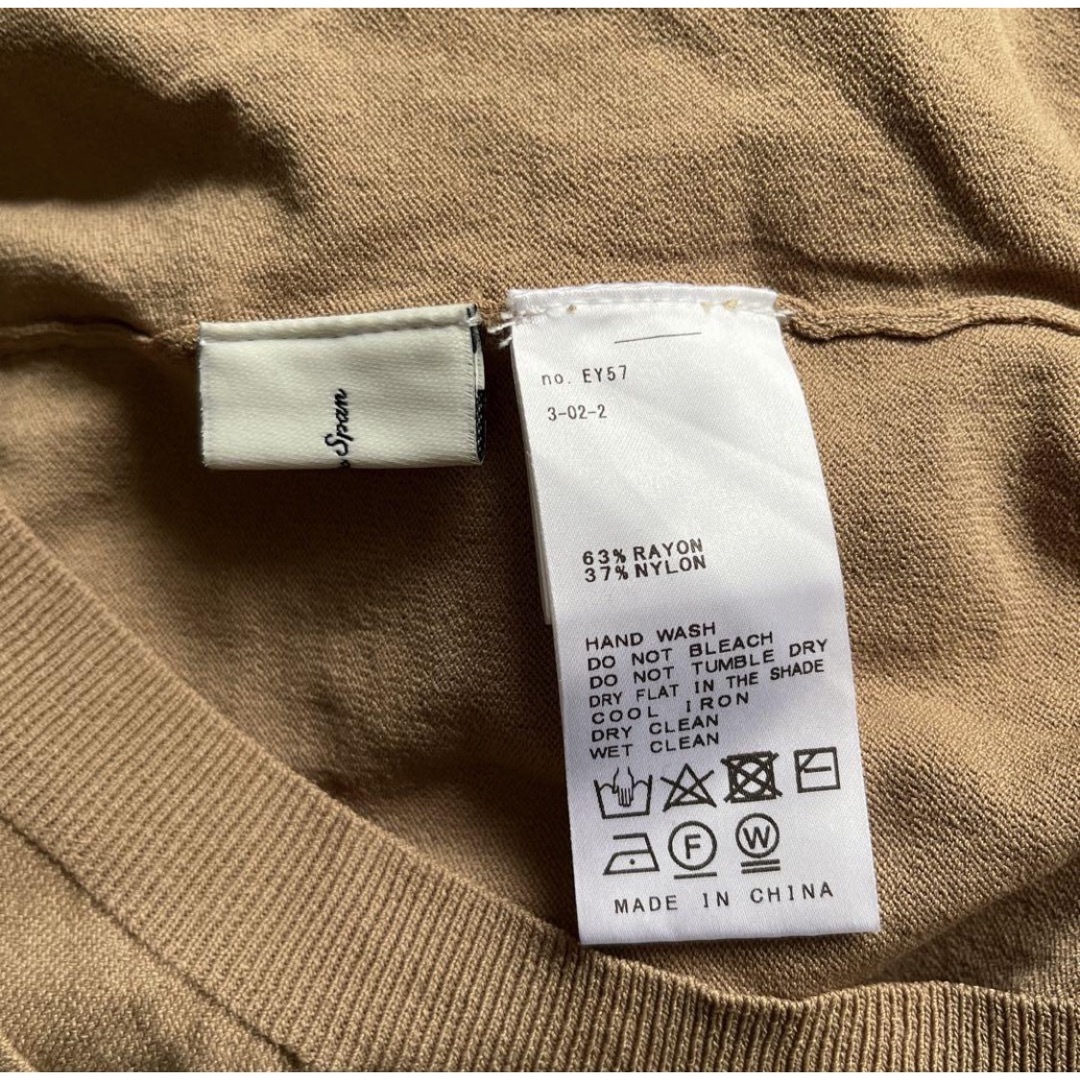 Span
no. EY57
3-02-2
63% RAYON
37% NYLON
HAND WASH
DO NOT BLEACH
DO NOT TUMBLE DRY
DRY FLAT IN THE SHADE
COOL IRON
DRY CLEAN
WET CLEAN
F
W
MADE IN CHINA